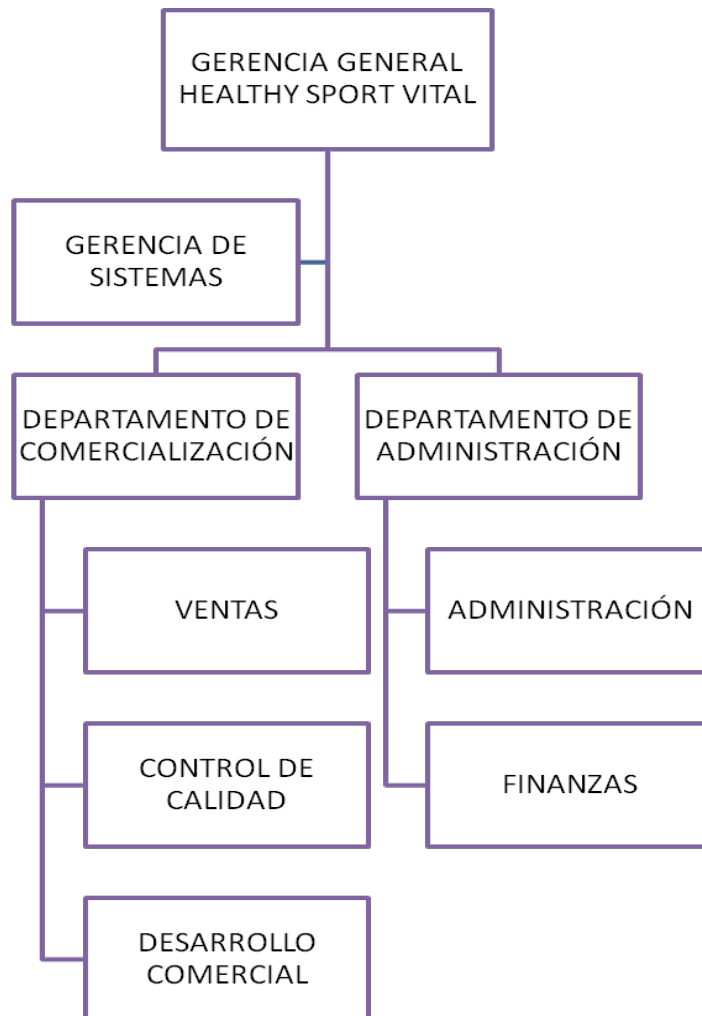 GERENCIA GENERAL
HEALTHY SPORT VITAL
GERENCIA DE
SISTEMAS
DEPARTAMENTO DE
COMERCIALIZACIÓN
DEPARTAMENTO DE
ADMINISTRACIÓN
VENTAS
ADMINISTRACIÓN
CONTROL DE
CALIDAD
FINANZAS
DESARROLLO
COMERCIAL